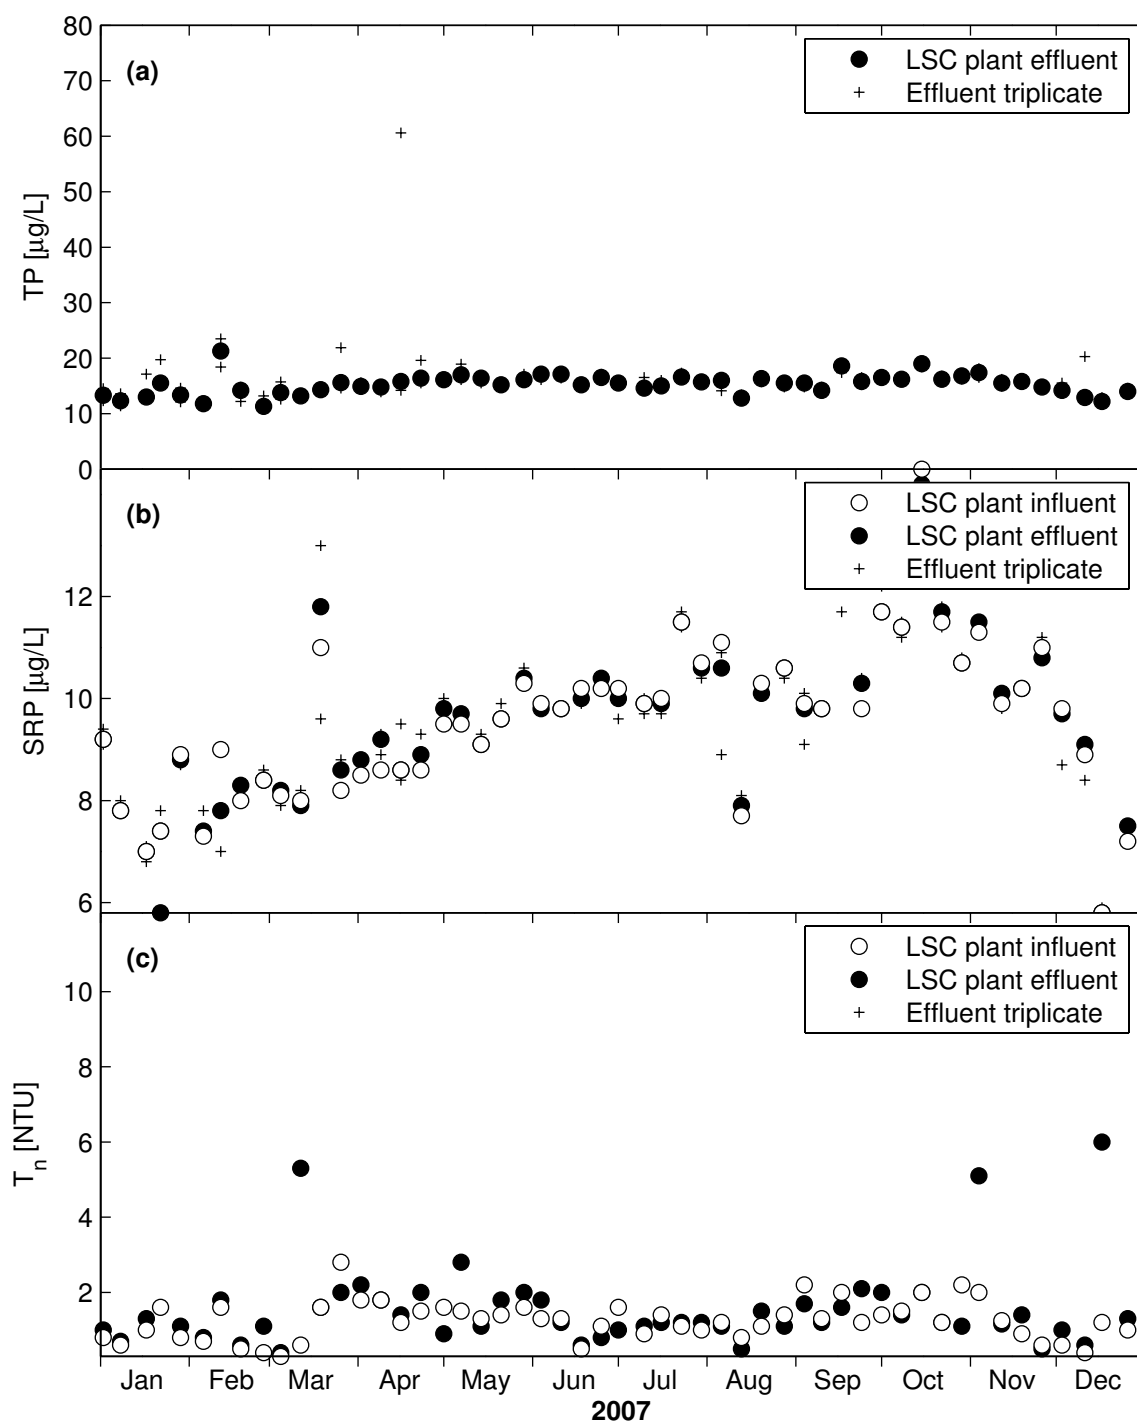 80
70
60
50
40
30
20
10
0
TP [μg/L]
(a)
LSC plant effluent
Effluent triplicate
12
10
8
6
SRP [μg/L]
(b)
LSC plant influent
LSC plant effluent
Effluent triplicate
10
8
6
4
2
Tn [NTU]
(c)
LSC plant influent
LSC plant effluent
Effluent triplicate
Jan Feb Mar Apr May Jun Jul Aug Sep Oct Nov Dec
2007